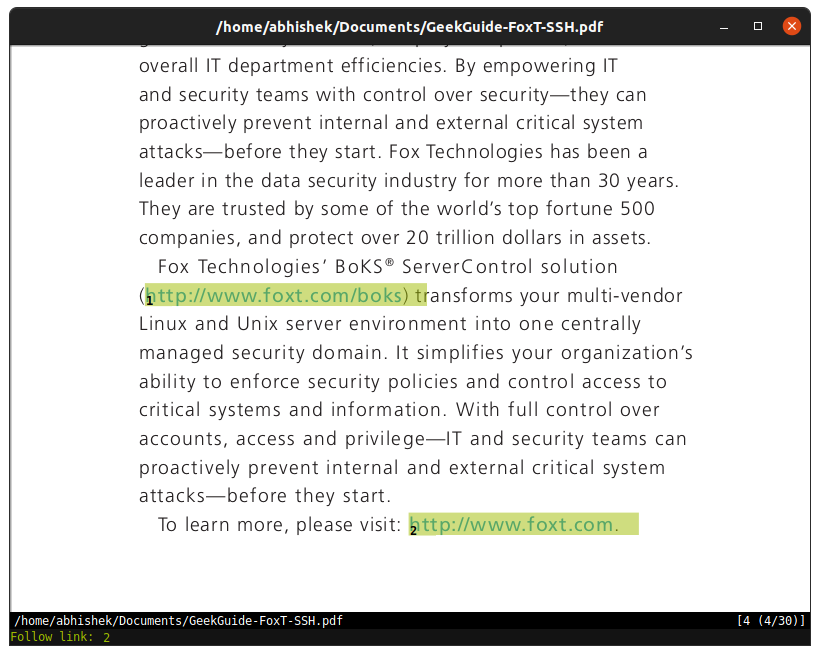 /home/abhishek/Documents/GeekGuide-FoxT-SSH.pdf
overall IT department efficiencies. By empowering IT
and security teams with control over security—they can
proactively prevent internal and external critical system
attacks—before they start. Fox Technologies has been a
leader in the data security industry for more than 30 years.
They are trusted by some of the world’s top fortune 500
companies, and protect over 20 trillion dollars in assets.
Fox Technologies’ BoKS® ServerControl solution
(http://www.foxt.com/boks) transforms your multi-vendor
1
Linux and Unix server environment into one centrally
managed security domain. It simplifies your organization’s
ability to enforce security policies and control access to
critical systems and information. With full control over
accounts, access and privilege—IT and security teams can
proactively prevent internal and external critical system
attacks—before they start.
To learn more, please visit: http://www.foxt.com.
2
/home/abhishek/Documents/GeekGuide-FoxT-SSH.pdf [4 (4/30)]
Follow link: 2